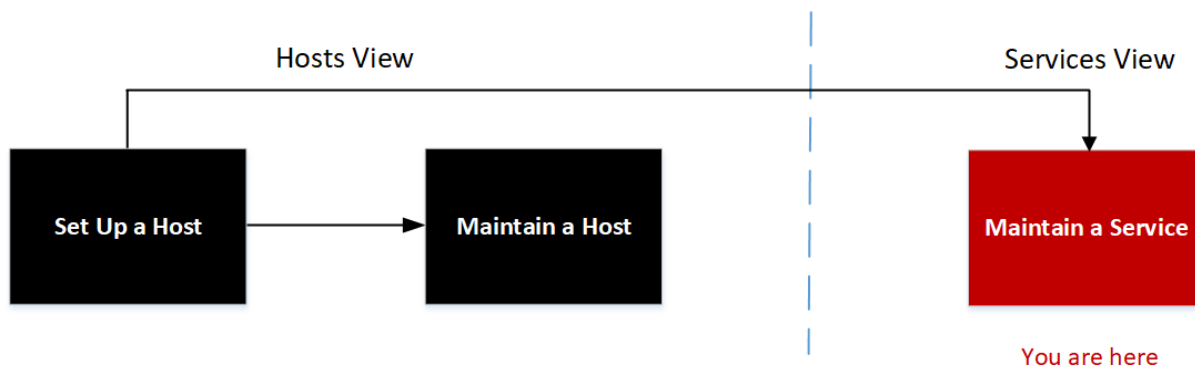 Hosts View
Services View
Set Up a Host
Maintain a Host
Maintain a Service
You are here